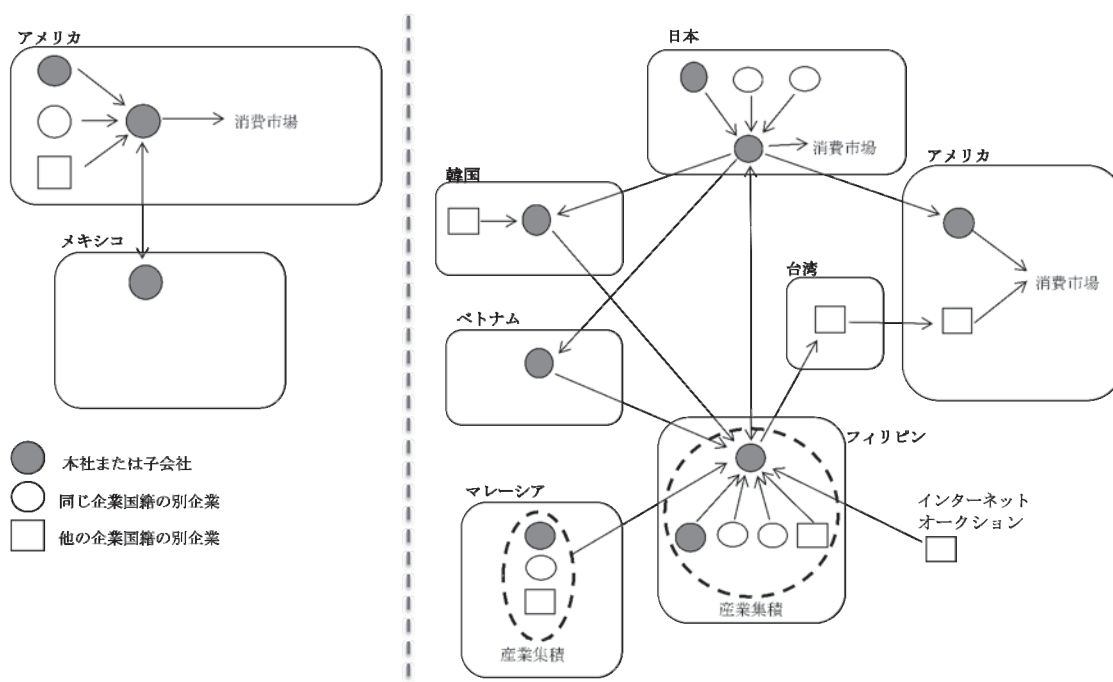 アメリカ
消費市場
メキシコ
本社または子会社
同じ企業国籍の別企業
他の企業国籍の別企業
日本
消費市場
アメリカ
韓国
台湾
消費市場
ベトナム
フィリピン
マレーシア
インターネット
オークション
産業集積
産業集積